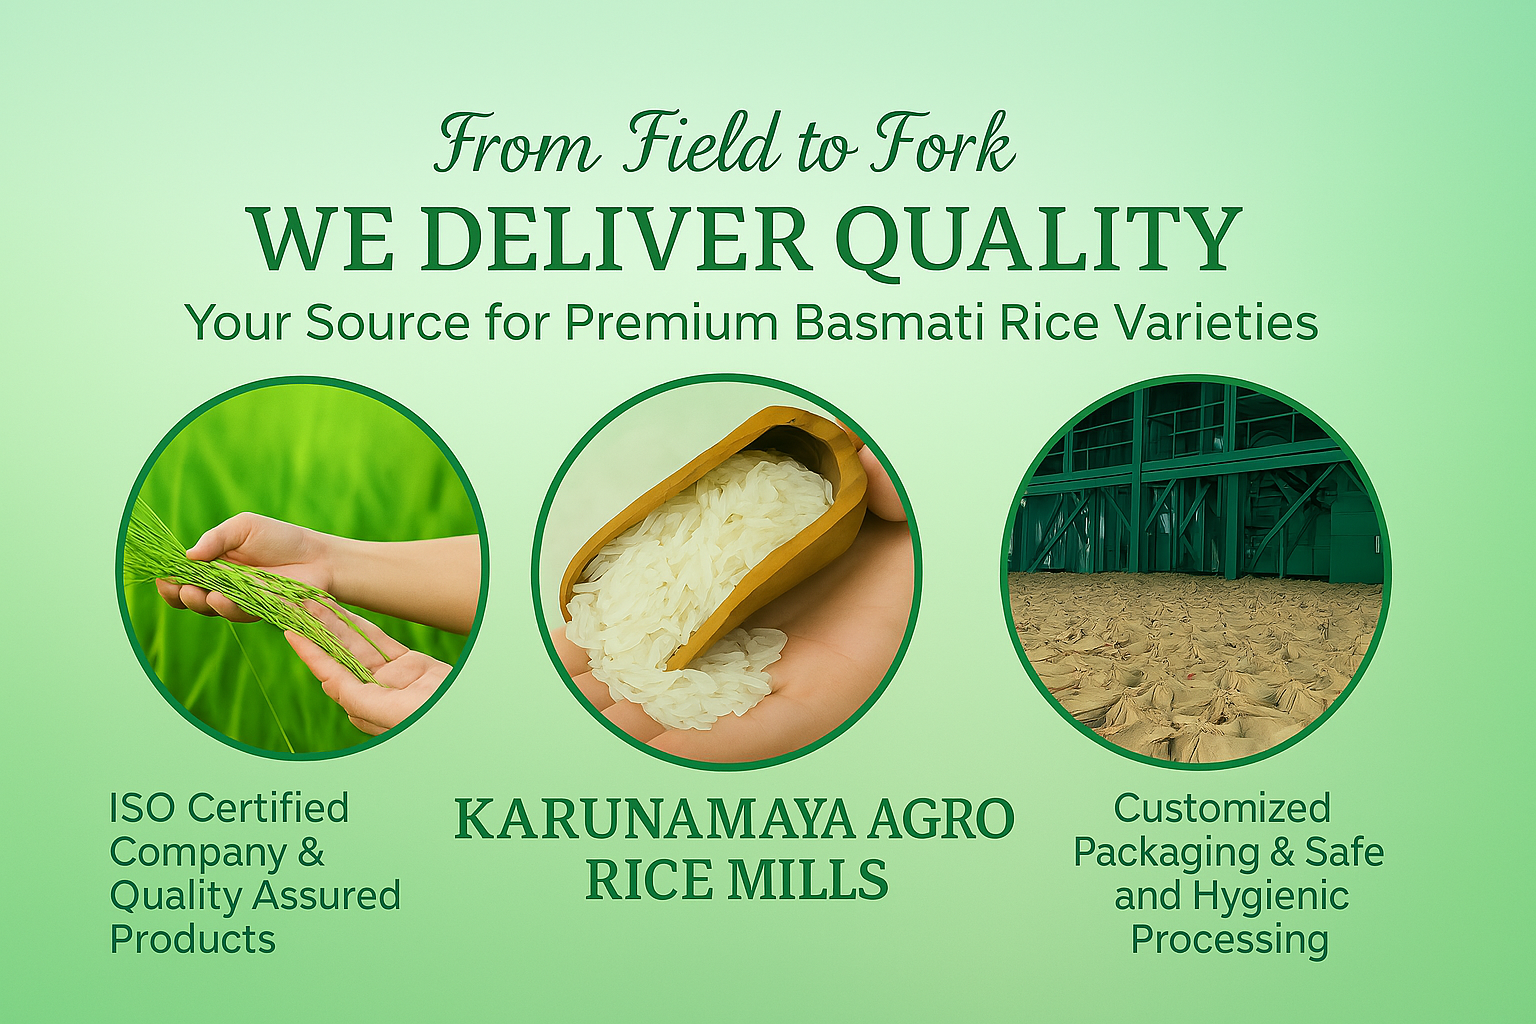 From Field to Fork
WE DELIVER QUALITY
Your Source for Premium Basmati Rice Varieties
ISO Certified
Company &
Quality Assured
Products
KARUNAMAYA AGRO
RICE MILLS
Customized
Packaging & Safe
and Hygienic
Processing